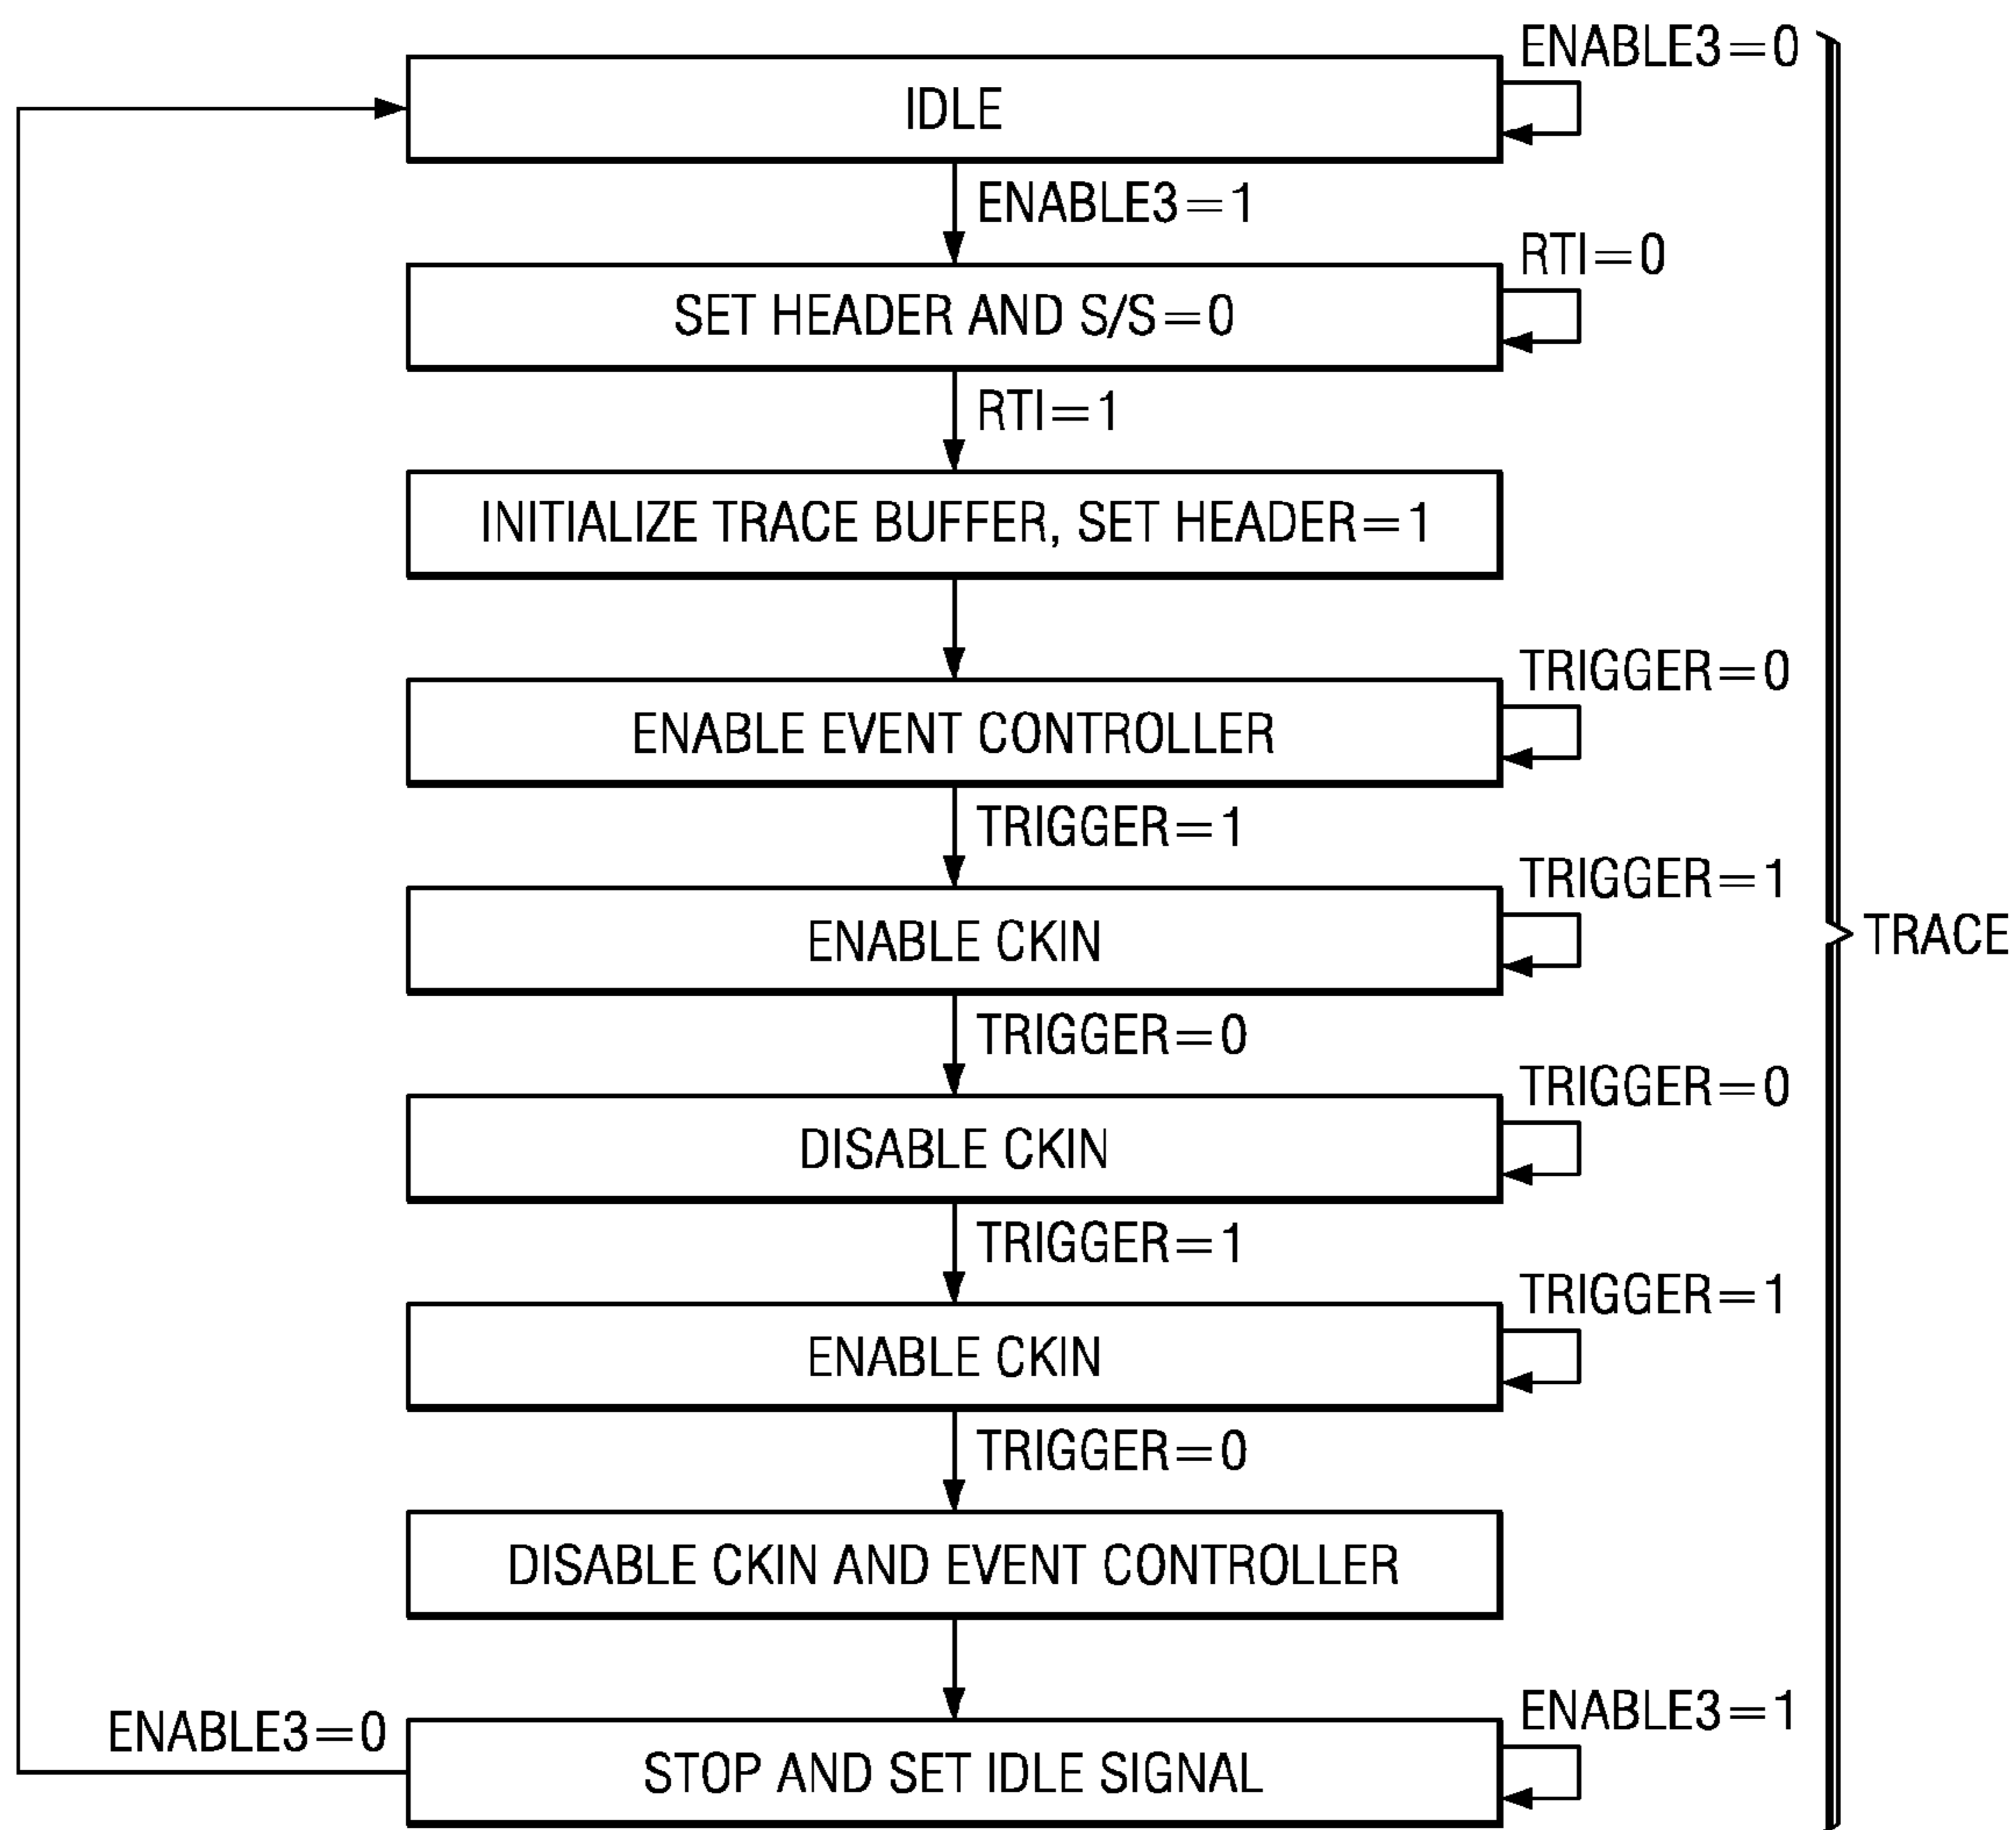 ENABLE3=0
IDLE
ENABLE3=1
RTI=0
SET HEADER AND S/S=0
RTI=1
INITIALIZE TRACE BUFFER, SET HEADER=1
TRIGGER=0
ENABLE EVENT CONTROLLER
TRIGGER=1
TRIGGER=1
ENABLE CKIN
TRACE
TRIGGER=0
TRIGGER=0
DISABLE CKIN
TRIGGER=1
TRIGGER=1
ENABLE CKIN
TRIGGER=0
DISABLE CKIN AND EVENT CONTROLLER
ENABLE3=1
ENABLE3=0
STOP AND SET IDLE SIGNAL